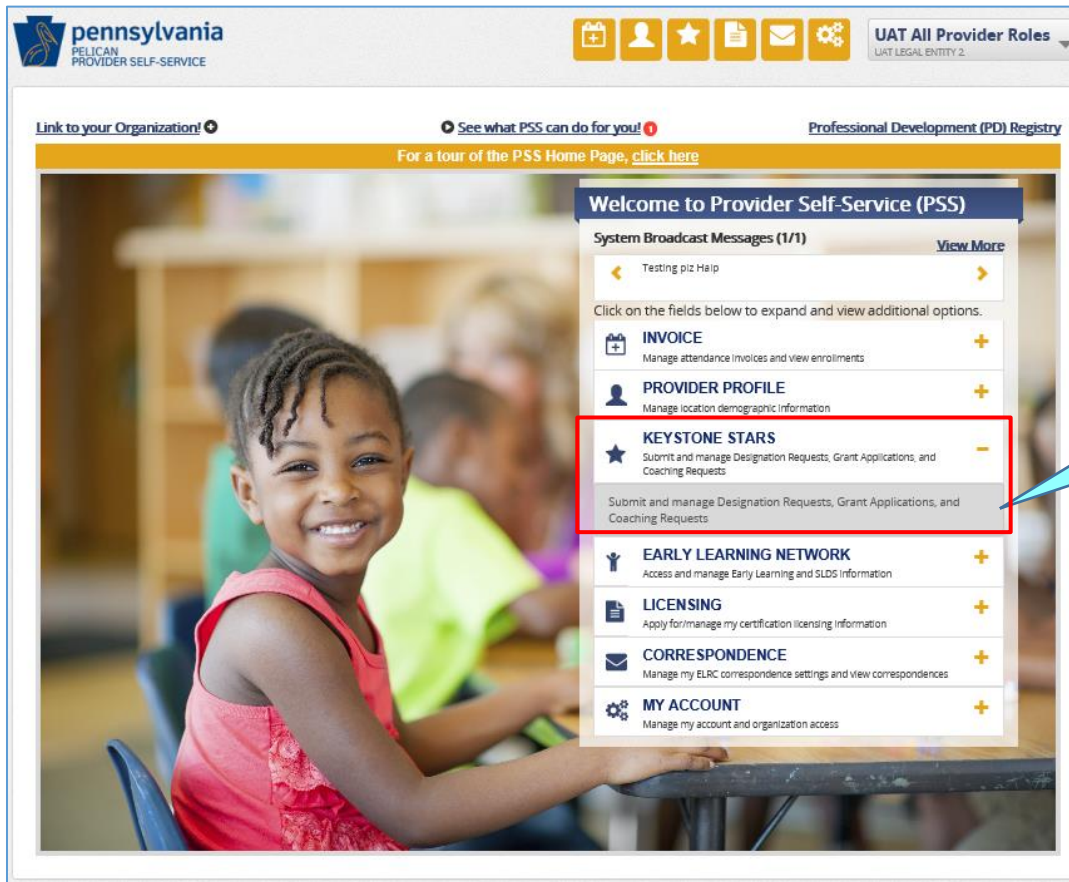 pennsylvania
PELICAN
PROVIDER SELF-SERVICE
UAT All Provider Roles
UAT LEGAL ENTITY 2
Link to your Organization!
See what PSS can do for you! 1
Professional Development (PD) Registry
For a tour of the PSS Home Page, click here
Welcome to Provider Self-Service (PSS)
System Broadcast Messages (1/1)
View More
Testing plz Halp
Click on the fields below to expand and view additional options.
INVOICE
Manage attendance invoices and view enrollments
PROVIDER PROFILE
Manage location demographic information
KEYSTONE STARS
Submit and manage Designation Requests, Grant Applications, and
Coaching Requests
Submit and manage Designation Requests, Grant Applications, and
Coaching Requests
EARLY LEARNING NETWORK
Access and manage Early Learning and SLDS information
LICENSING
Apply for/manage my certification licensing information
CORRESPONDENCE
Manage my ELRC correspondence settings and view correspondences
MY ACCOUNT
Manage my account and organization access